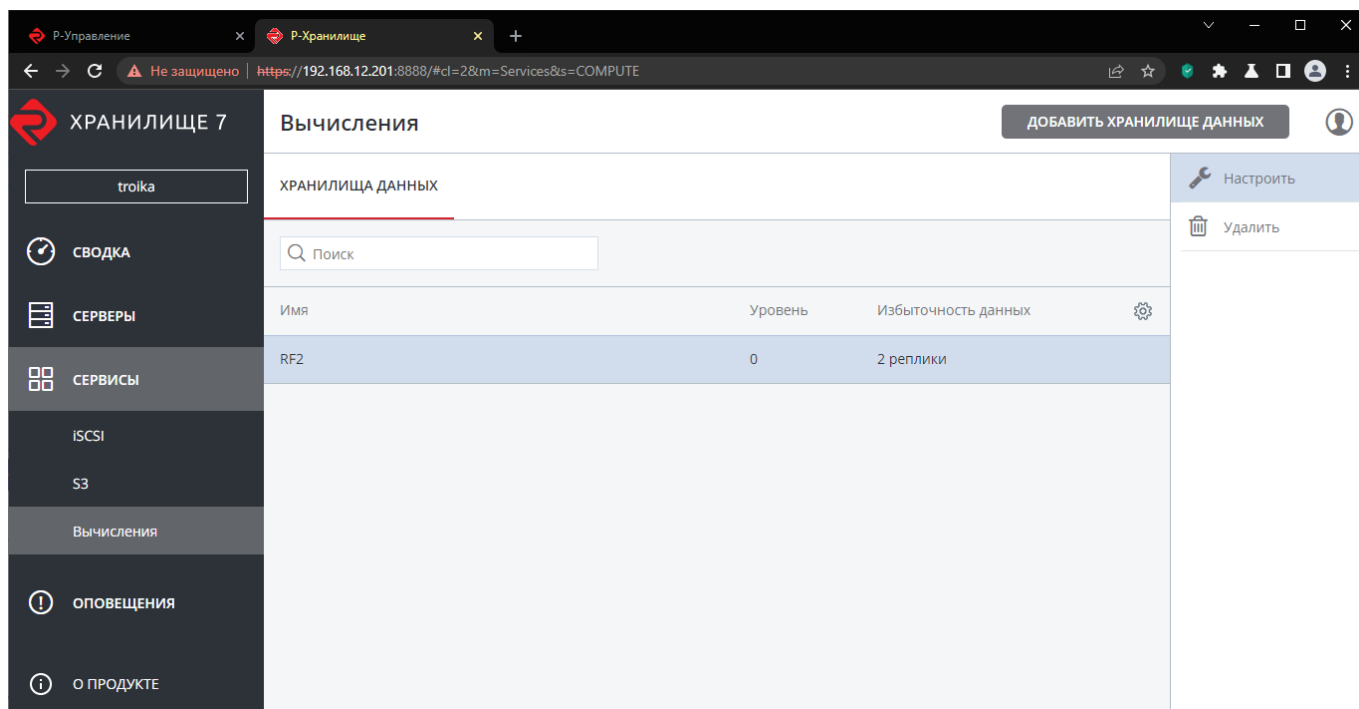 Р-Управление
Р-Хранилище
Не защищено https://192.168.12.201:8888/#cl=2&m=Services&s=COMPUTE
ХРАНИЛИЩЕ 7
Вычисления
ДОБАВИТЬ ХРАНИЛИЩЕ ДАННЫХ
troika
ХРАНИЛИЩА ДАННЫХ
Настроить
Удалить
СВОДКА
Поиск
СЕРВЕРЫ
Имя Уровень Избыточность данных
RF2 0 2 реплики
СЕРВИСЫ
iSCSI
S3
Вычисления
ОПОВЕЩЕНИЯ
О ПРОДУКТЕ